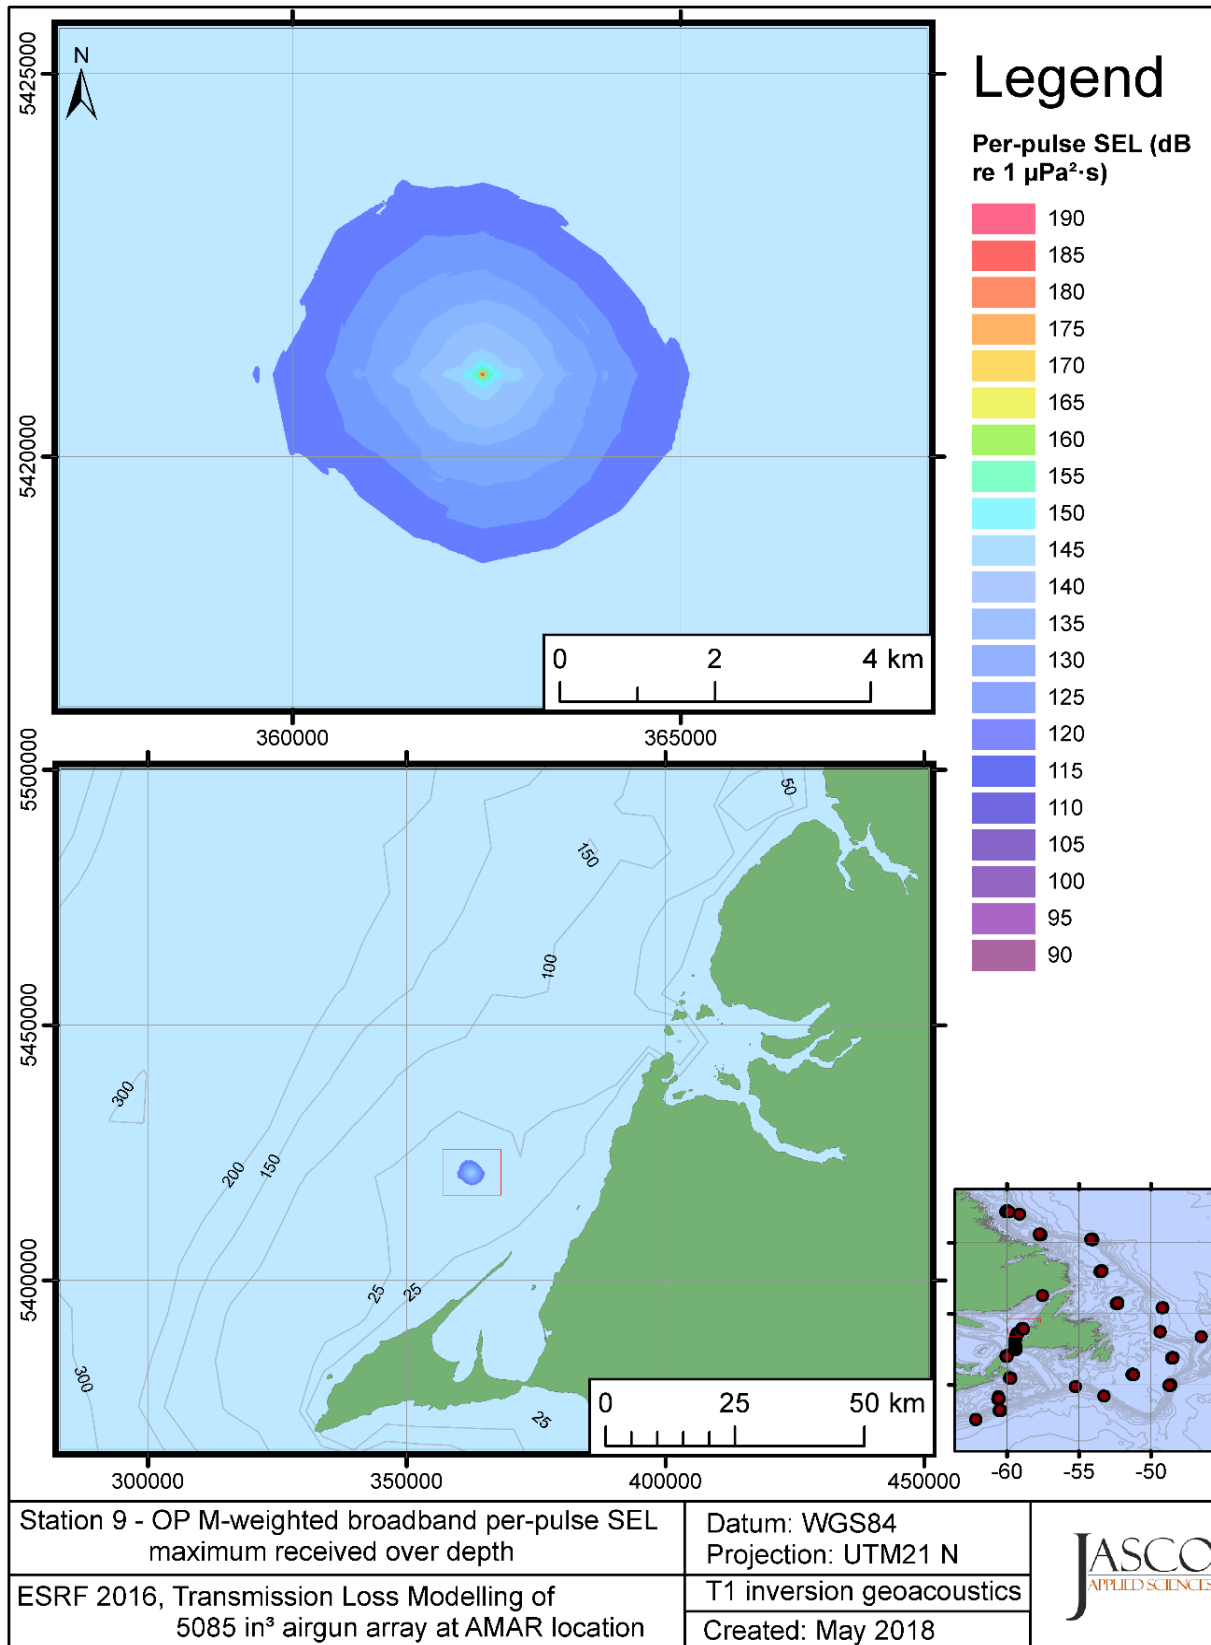 N
5425000
5420000
0 2 4 km
360000 365000
Legend
Per-pulse SEL (dB
re 1 µPa²·s)
190
185
180
175
170
165
160
155
150
145
140
135
130
125
120
115
110
105
100
95
90
5500000
5450000
5400000
50
150
100
300
200
150
25
25
300
25
0 25 50 km
300000 350000 400000 450000
-60 -55 -50
Station 9 - OP M-weighted broadband per-pulse SEL
maximum received over depth
ESRF 2016, Transmission Loss Modelling of
5085 in³ airgun array at AMAR location
Datum: WGS84
Projection: UTM21 N
T1 inversion geoacoustics
Created: May 2018
JASCO
APPLIED SCIENCES